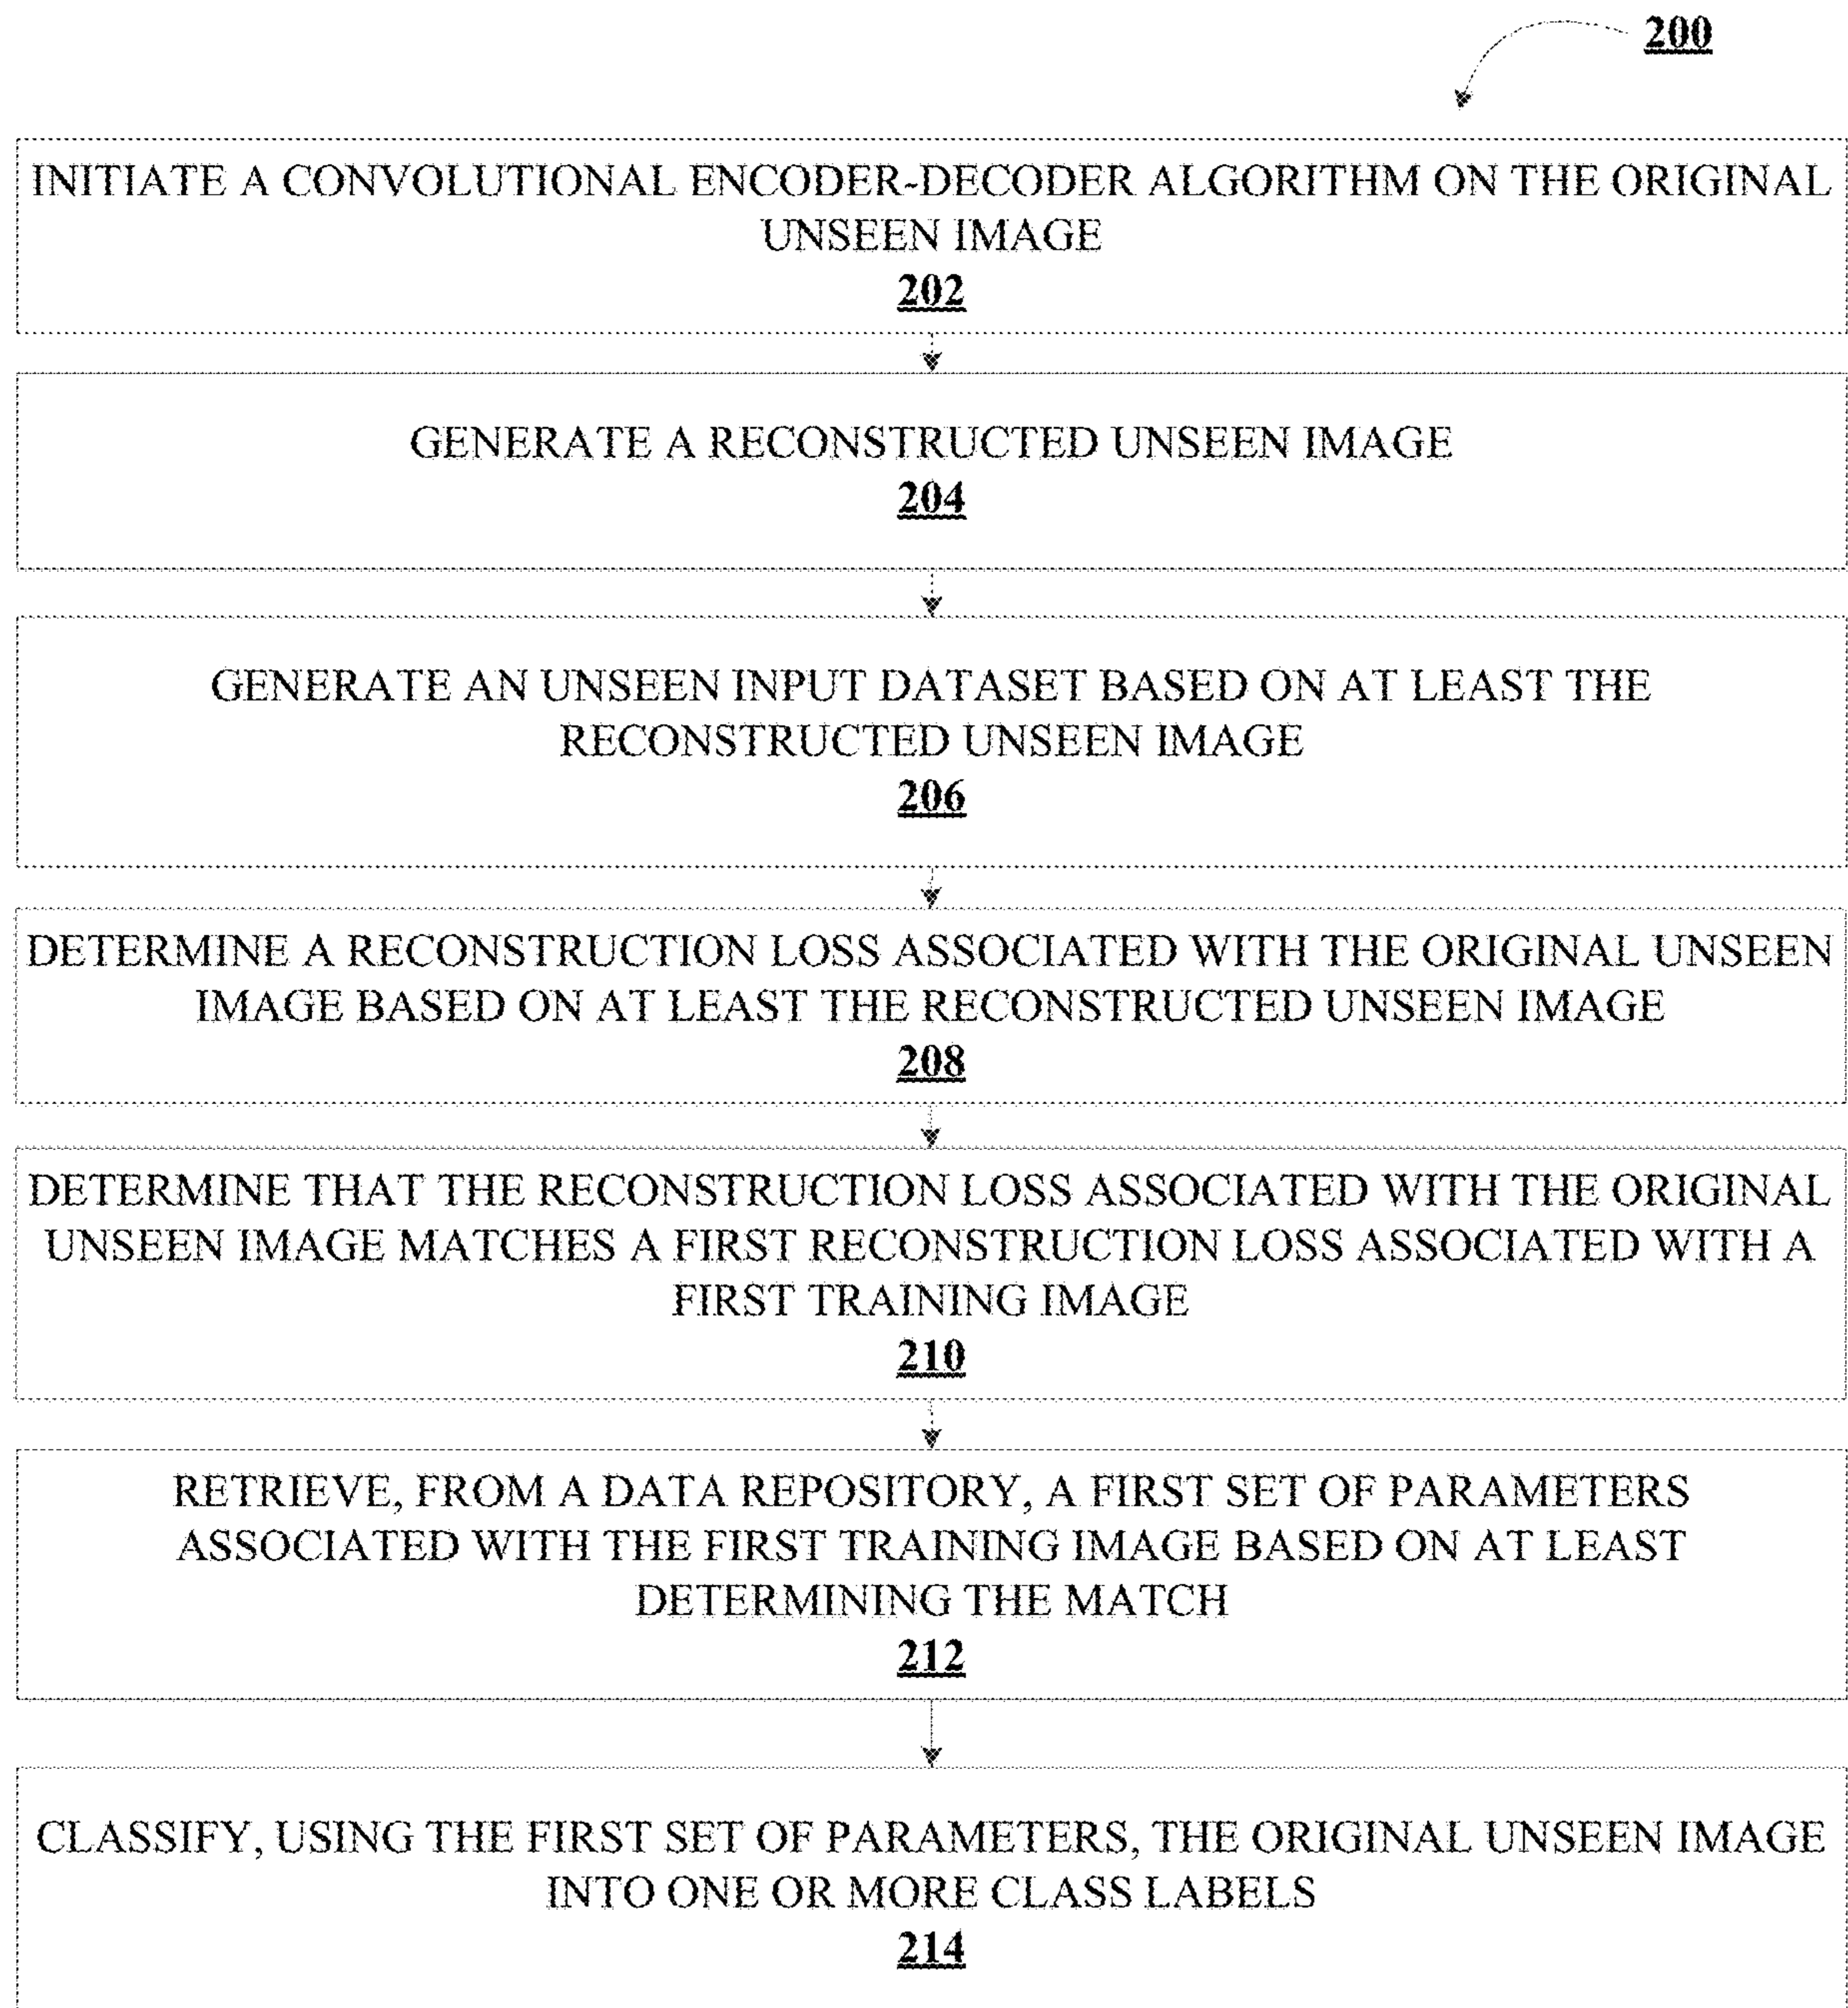 200
INITIATE A CONVOLUTIONAL ENCODER-DECODER ALGORITHM ON THE ORIGINAL
UNSEEN IMAGE
202
GENERATE A RECONSTRUCTED UNSEEN IMAGE
204
GENERATE AN UNSEEN INPUT DATASET BASED ON AT LEAST THE
RECONSTRUCTED UNSEEN IMAGE
206
DETERMINE A RECONSTRUCTION LOSS ASSOCIATED WITH THE ORIGINAL UNSEEN
IMAGE BASED ON AT LEAST THE RECONSTRUCTED UNSEEN IMAGE
208
DETERMINE THAT THE RECONSTRUCTION LOSS ASSOCIATED WITH THE ORIGINAL
UNSEEN IMAGE MATCHES A FIRST RECONSTRUCTION LOSS ASSOCIATED WITH A
FIRST TRAINING IMAGE
210
RETRIEVE, FROM A DATA REPOSITORY, A FIRST SET OF PARAMETERS
ASSOCIATED WITH THE FIRST TRAINING IMAGE BASED ON AT LEAST
DETERMINING THE MATCH
212
CLASSIFY, USING THE FIRST SET OF PARAMETERS, THE ORIGINAL UNSEEN IMAGE
INTO ONE OR MORE CLASS LABELS
214